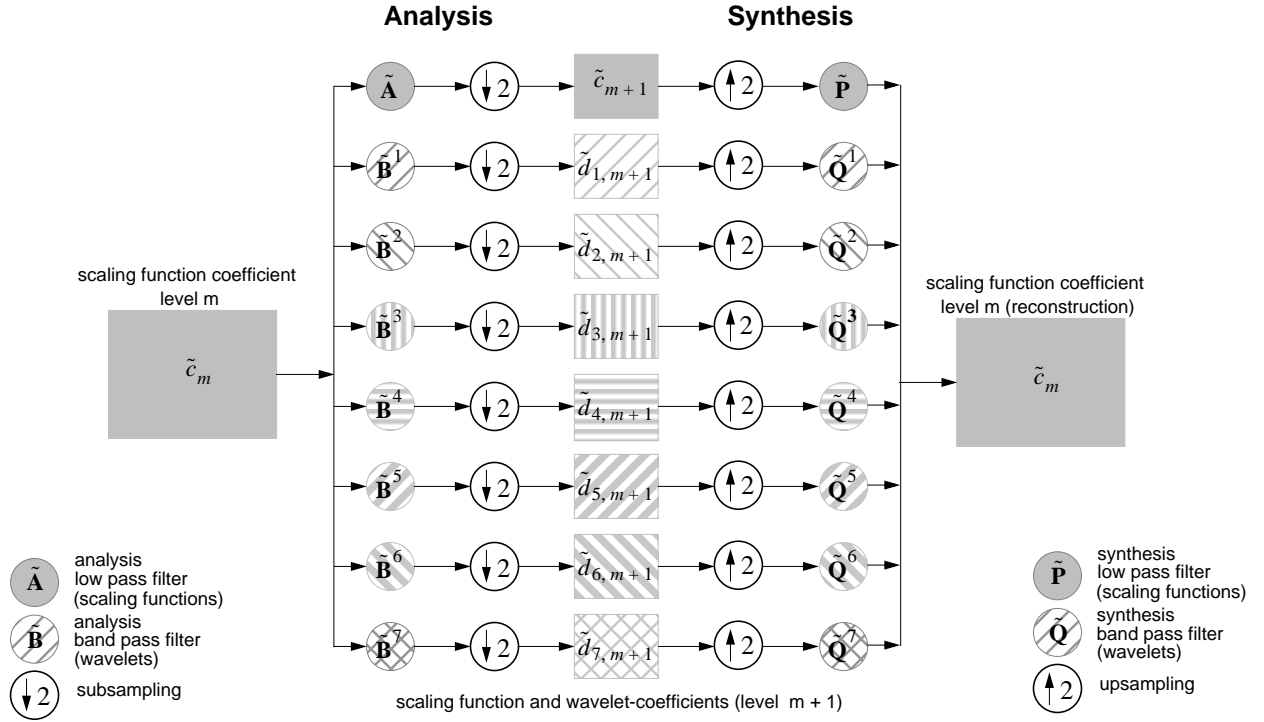 Analysis Synthesis
Ã ↓2 c̃ m + 1 ↑2 P̃
B̃ 1 ↓2 d̃ 1, m + 1 ↑2 Q̃ 1
B̃ 2 ↓2 d̃ 2, m + 1 ↑2 Q̃ 2
B̃ 3 ↓2 d̃ 3, m + 1 ↑2 Q̃ 3
B̃ 4 ↓2 d̃ 4, m + 1 ↑2 Q̃ 4
B̃ 5 ↓2 d̃ 5, m + 1 ↑2 Q̃ 5
B̃ 6 ↓2 d̃ 6, m + 1 ↑2 Q̃ 6
B̃ 7 ↓2 d̃ 7, m + 1 ↑2 Q̃ 7
scaling function coefficient
level m
c̃ m
scaling function coefficient
level m (reconstruction)
c̃ m
Ã
analysis
low pass filter
(scaling functions)
B̃
analysis
band pass filter
(wavelets)
↓2 subsampling
scaling function and wavelet-coefficients (level m + 1)
P̃
synthesis
low pass filter
(scaling functions)
Q̃
synthesis
band pass filter
(wavelets)
↑2 upsampling